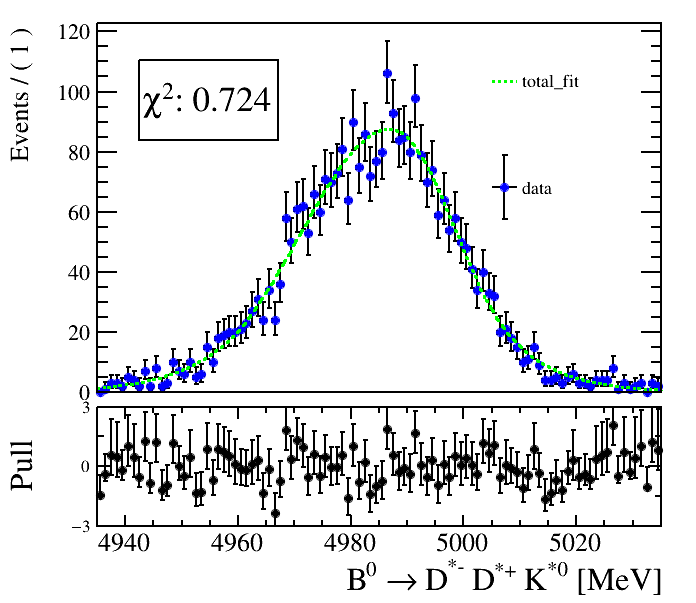 Events / ( 1 )
120
100
80
60
40
20
0
χ²: 0.724
total_fit
data
Pull
3
0
−3
4940 4960 4980 5000 5020
B⁰ → D*⁻ D*⁺ K*⁰ [MeV]